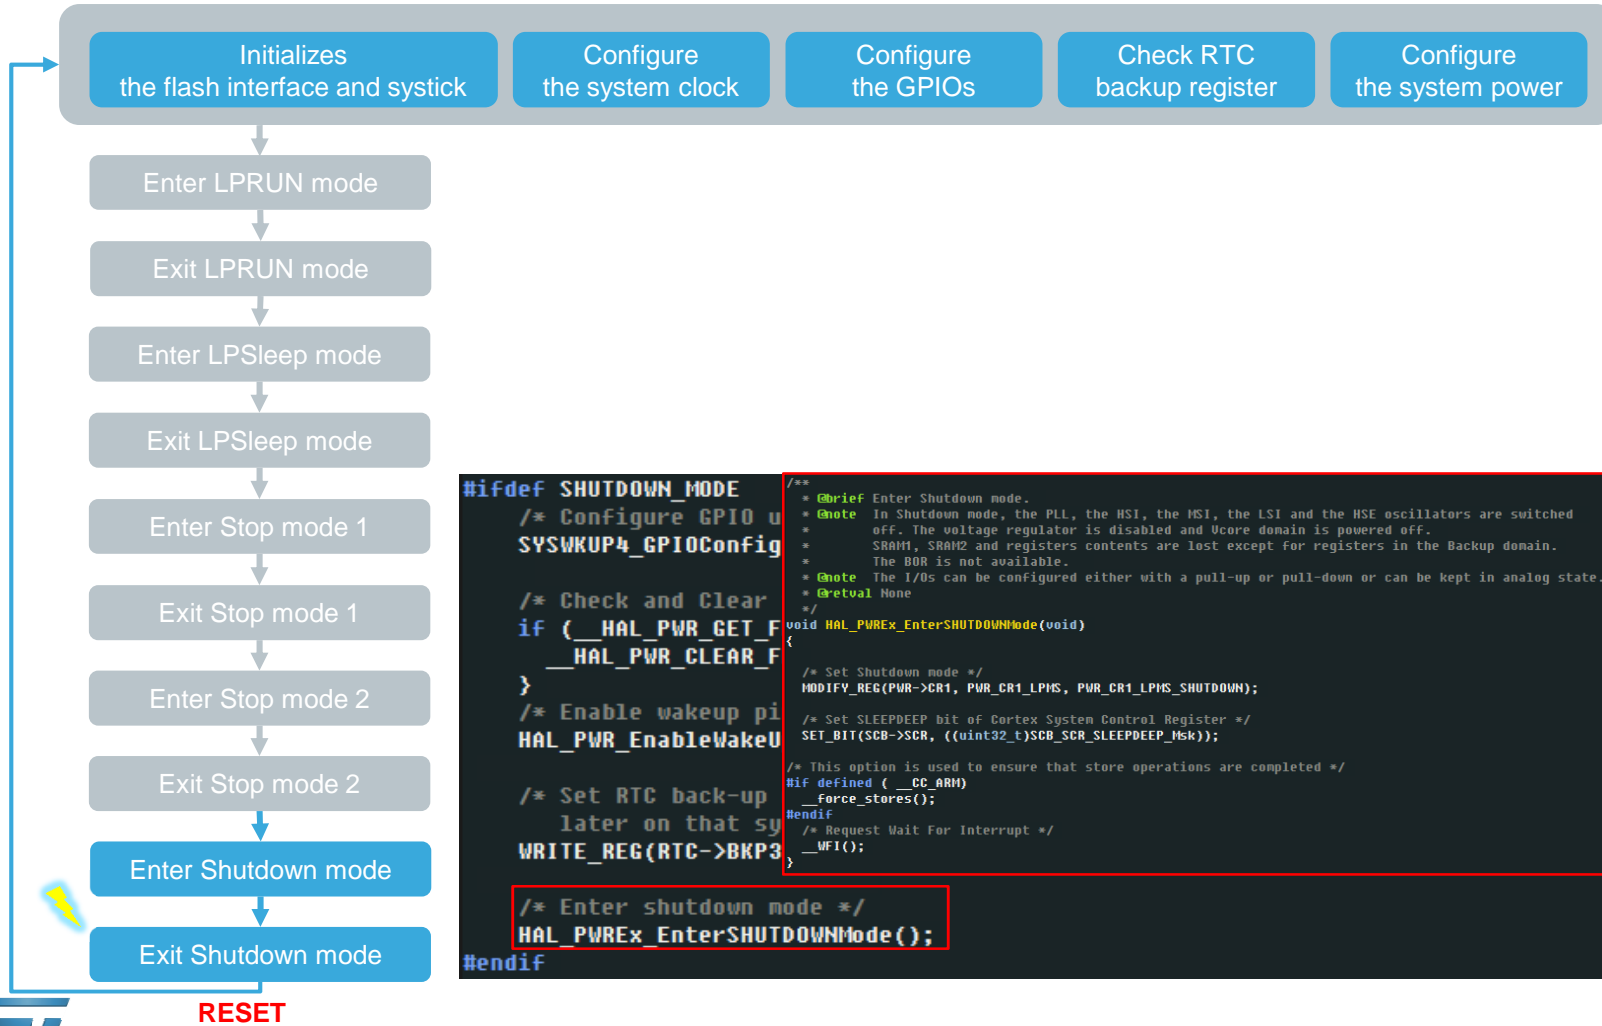 Initializes
the flash interface and systick
Configure
the system clock
Configure
the GPIOs
Check RTC
backup register
Configure
the system power
Enter LPRUN mode
Exit LPRUN mode
Enter LPSleep mode
Exit LPSleep mode
Enter Stop mode 1
Exit Stop mode 1
Enter Stop mode 2
Exit Stop mode 2
Enter Shutdown mode
Exit Shutdown mode
RESET
#ifdef SHUTDOWN_MODE
/* Configure GPIO u
SYSWKUP4_GPIOConfig
/* Check and Clear
if (__HAL_PWR_GET_F
__HAL_PWR_CLEAR_F
}
/* Enable wakeup pi
HAL_PWR_EnableWakeU
/* Set RTC back-up
later on that sy
WRITE_REG(RTC->BKP3
/* Enter shutdown mode */
HAL_PWREx_EnterSHUTDOWNMode();
#endif
/**
* @brief Enter Shutdown mode.
* @note In Shutdown mode, the PLL, the HSI, the MSI, the LSI and the HSE oscillators are switched
* off. The voltage regulator is disabled and Vcore domain is powered off.
* SRAM1, SRAM2 and registers contents are lost except for registers in the Backup domain.
* The BOR is not available.
* @note The I/Os can be configured either with a pull-up or pull-down or can be kept in analog state.
* @retval None
*/
void HAL_PWREx_EnterSHUTDOWNMode(void)
{
/* Set Shutdown mode */
MODIFY_REG(PWR->CR1, PWR_CR1_LPMS, PWR_CR1_LPMS_SHUTDOWN);
/* Set SLEEPDEEP bit of Cortex System Control Register */
SET_BIT(SCB->SCR, ((uint32_t)SCB_SCR_SLEEPDEEP_Msk));
/* This option is used to ensure that store operations are completed */
#if defined ( __CC_ARM)
__force_stores();
#endif
/* Request Wait For Interrupt */
__WFI();
}